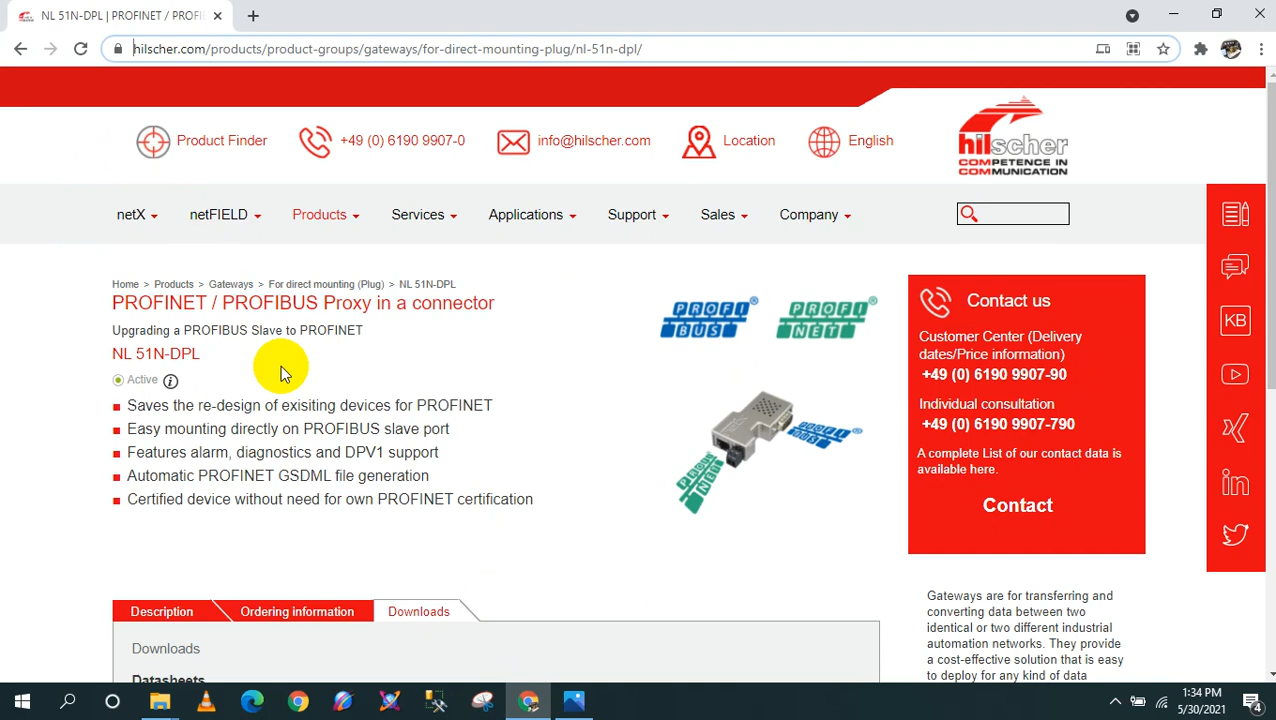 NL 51N-DPL | PROFINET / PROFI
hilscher.com/products/product-groups/gateways/for-direct-mounting-plug/nl-51n-dpl/
Product Finder
+49 (0) 6190 9907-0
info@hilscher.com
Location
English
hilscher
COMPETENCE IN
COMMUNICATION
netX
netFIELD
Products
Services
Applications
Support
Sales
Company
Home > Products > Gateways > For direct mounting (Plug) > NL 51N-DPL
PROFINET / PROFIBUS Proxy in a connector
Upgrading a PROFIBUS Slave to PROFINET
NL 51N-DPL
Active i
Saves the re-design of exisiting devices for PROFINET
Easy mounting directly on PROFIBUS slave port
Features alarm, diagnostics and DPV1 support
Automatic PROFINET GSDML file generation
Certified device without need for own PROFINET certification
PROFI
BUS
PROFI
NET
PROFI
BUS
PROFI
NET
Contact us
Customer Center (Delivery
dates/Price information)
+49 (0) 6190 9907-90
Individual consultation
+49 (0) 6190 9907-790
A complete List of our contact data is
available here.
Contact
KB
in
Description
Ordering information
Downloads
Downloads
Datasheets
Gateways are for transferring and
converting data between two
identical or two different industrial
automation networks. They provide
a cost-effective solution that is easy
to deploy for any kind of data
1:34 PM
5/30/2021
4